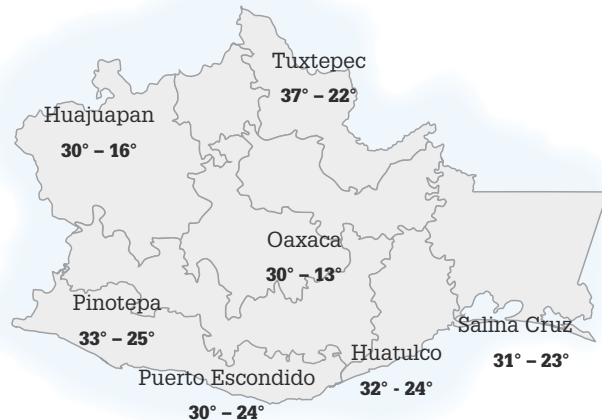 Tuxtepec
37° – 22°
Huajuapan
30° – 16°
Oaxaca
30° – 13°
Pinotepa
33° – 25°
Salina Cruz
31° – 23°
Huatulco
32° - 24°
Puerto Escondido
30° – 24°